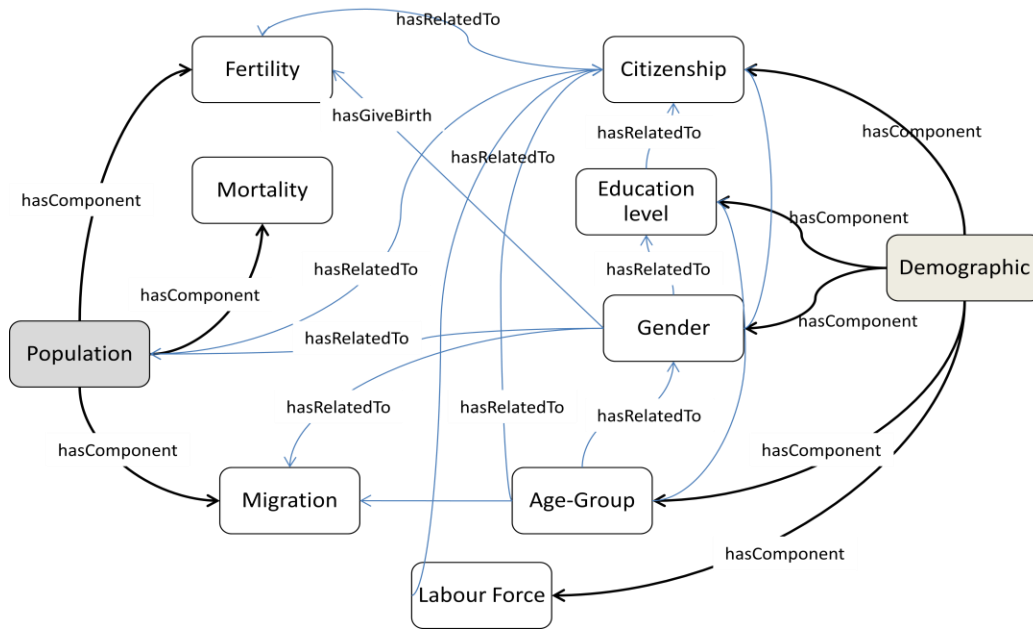 hasRelatedTo
Fertility
Citizenship
hasGiveBirth
hasComponent
hasRelatedTo
hasRelatedTo
Mortality
Education
level
hasComponent
hasComponent
hasRelatedTo
hasComponent
hasRelatedTo
Demographic
Population
hasRelatedTo
Gender
hasComponent
hasRelatedTo
hasRelatedTo
hasRelatedTo
hasComponent
hasComponent
Migration
Age-Group
hasComponent
Labour Force